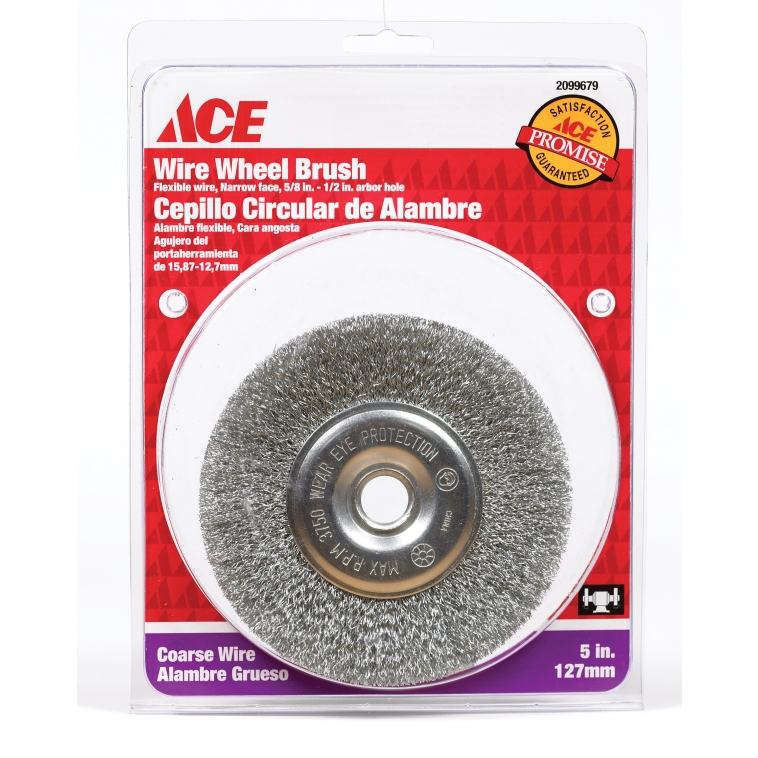 2099679
ACE
SATISFACTION
ACE
PROMISE
GUARANTEED
Wire Wheel Brush
Flexible wire, Narrow face, 5/8 in. - 1/2 in. arbor hole
Cepillo Circular de Alambre
Alambre flexible, Cara angosta
Agujero del
portaherramienta
de 15,87-12,7mm
WEAR EYE PROTECTION
CHINA
MAX R.P.M 3750
Coarse Wire
Alambre Grueso
5 in.
127mm